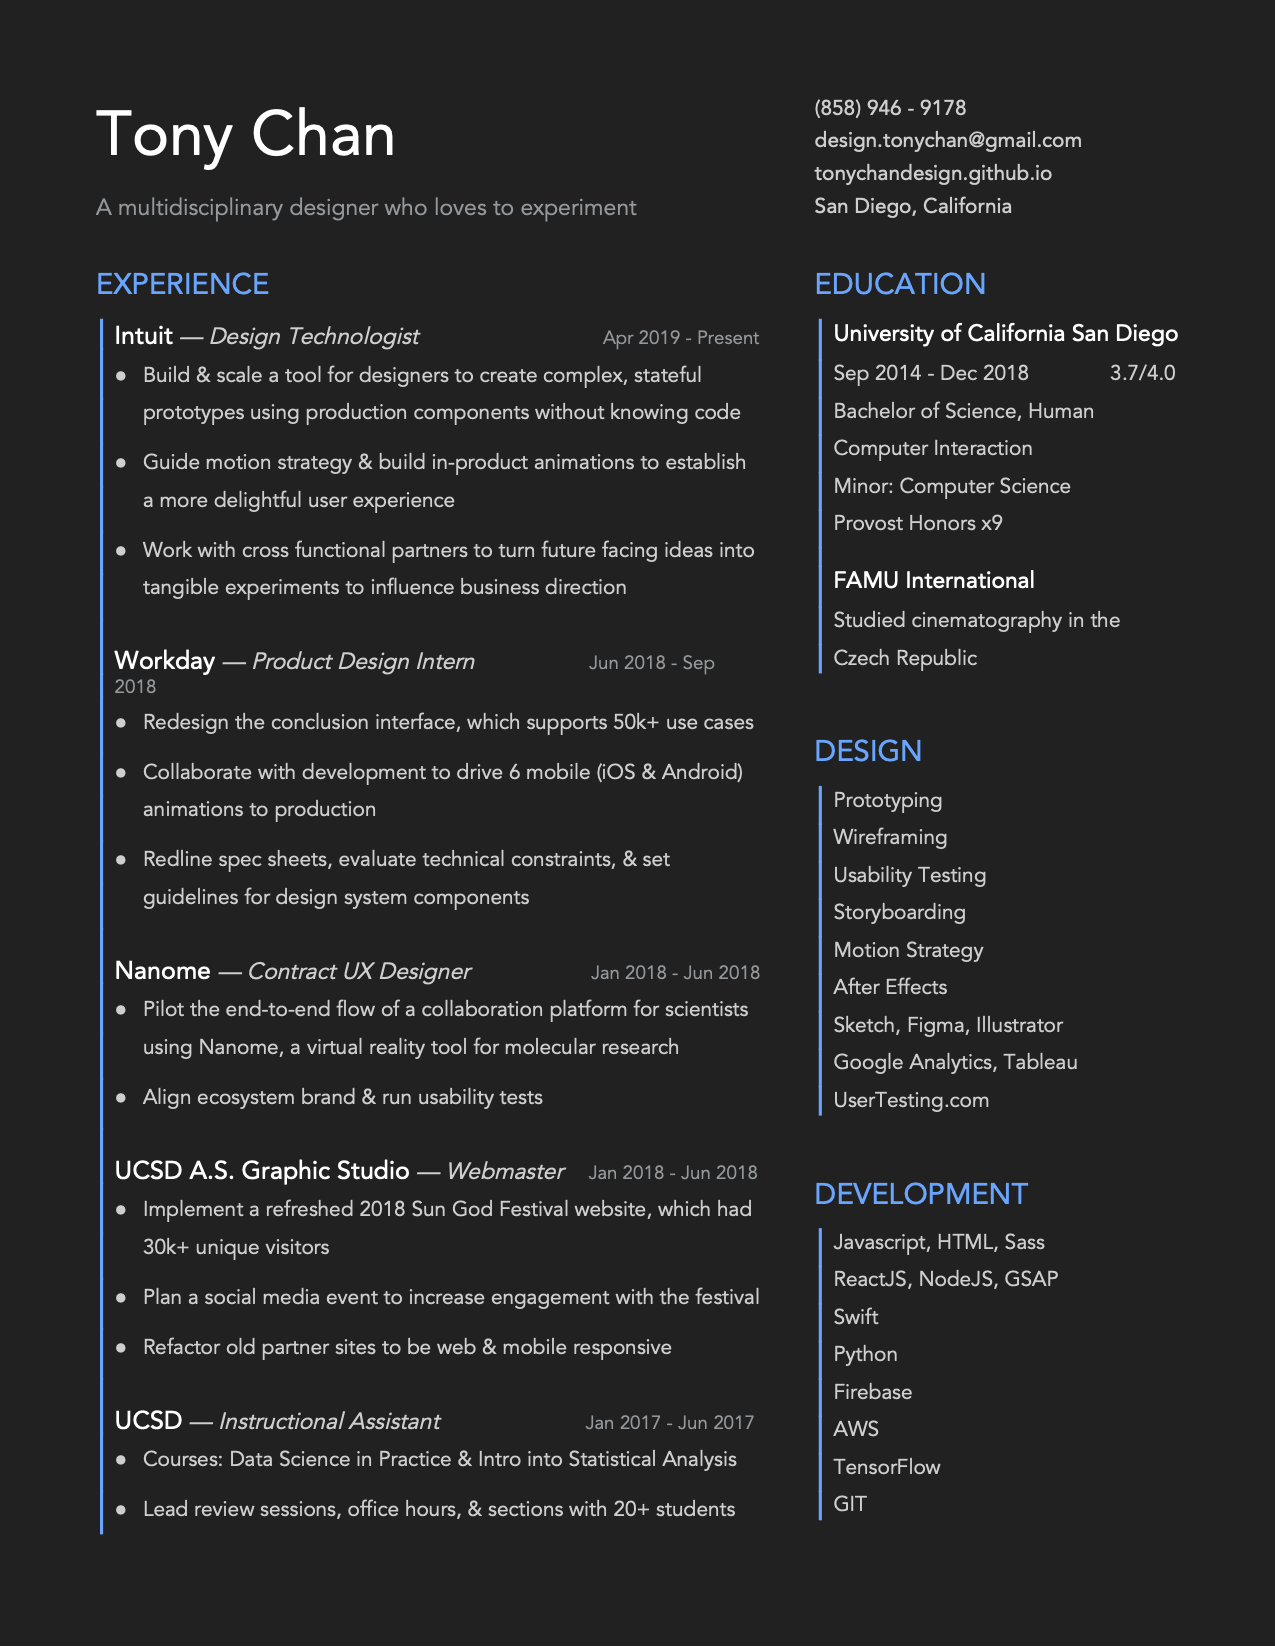 Tony Chan
A multidisciplinary designer who loves to experiment
(858) 946 - 9178
design.tonychan@gmail.com
tonychandesign.github.io
San Diego, California
EXPERIENCE
Intuit — Design Technologist Apr 2019 - Present
● Build & scale a tool for designers to create complex, stateful
prototypes using production components without knowing code
● Guide motion strategy & build in-product animations to establish
a more delightful user experience
● Work with cross functional partners to turn future facing ideas into
tangible experiments to influence business direction
Workday — Product Design Intern Jun 2018 - Sep
2018
● Redesign the conclusion interface, which supports 50k+ use cases
● Collaborate with development to drive 6 mobile (iOS & Android)
animations to production
● Redline spec sheets, evaluate technical constraints, & set
guidelines for design system components
Nanome — Contract UX Designer Jan 2018 - Jun 2018
● Pilot the end-to-end flow of a collaboration platform for scientists
using Nanome, a virtual reality tool for molecular research
● Align ecosystem brand & run usability tests
UCSD A.S. Graphic Studio — Webmaster Jan 2018 - Jun 2018
● Implement a refreshed 2018 Sun God Festival website, which had
30k+ unique visitors
● Plan a social media event to increase engagement with the festival
● Refactor old partner sites to be web & mobile responsive
UCSD — Instructional Assistant Jan 2017 - Jun 2017
● Courses: Data Science in Practice & Intro into Statistical Analysis
● Lead review sessions, office hours, & sections with 20+ students
EDUCATION
University of California San Diego
Sep 2014 - Dec 2018 3.7/4.0
Bachelor of Science, Human
Computer Interaction
Minor: Computer Science
Provost Honors x9
FAMU International
Studied cinematography in the
Czech Republic
DESIGN
Prototyping
Wireframing
Usability Testing
Storyboarding
Motion Strategy
After Effects
Sketch, Figma, Illustrator
Google Analytics, Tableau
UserTesting.com
DEVELOPMENT
Javascript, HTML, Sass
ReactJS, NodeJS, GSAP
Swift
Python
Firebase
AWS
TensorFlow
GIT